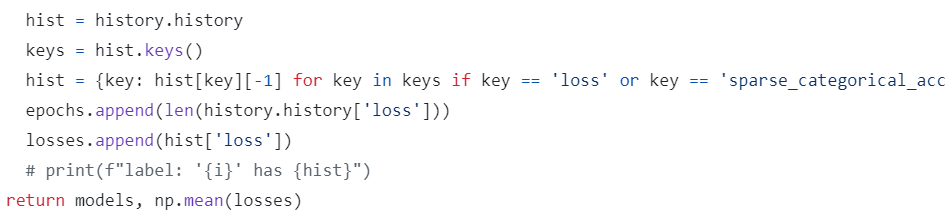 hist = history.history
keys = hist.keys()
hist = {key: hist[key][-1] for key in keys if key == 'loss' or key == 'sparse_categorical_acc
epochs.append(len(history.history['loss']))
losses.append(hist['loss'])
# print(f"label: '{i}' has {hist}")
return models, np.mean(losses)